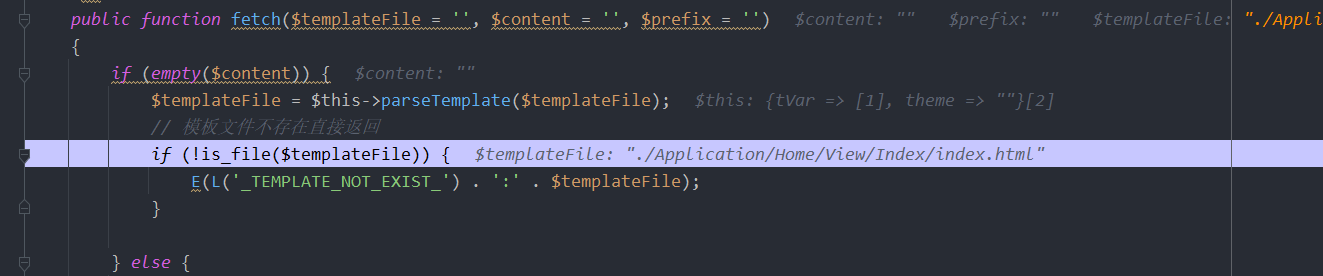 public function fetch($templateFile = '', $content = '', $prefix = '') $content: "" $prefix: "" $templateFile: "./Appli
{
if (empty($content)) { $content: ""
$templateFile = $this->parseTemplate($templateFile); $this: {tVar => [1], theme => ""}[2]
// 模板文件不存在直接返回
if (!is_file($templateFile)) { $templateFile: "./Application/Home/View/Index/index.html"
E(L('_TEMPLATE_NOT_EXIST_') . ':' . $templateFile);
}
} else {